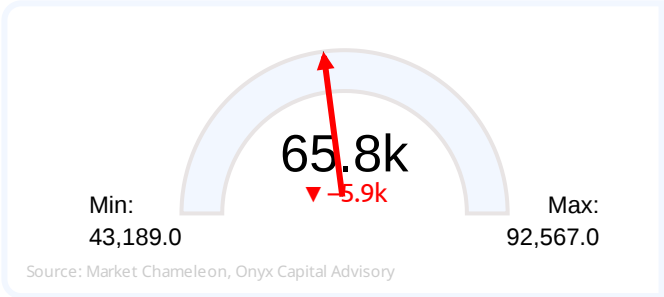 65.8k
▼−5.9k
Min:
43,189.0
Max:
92,567.0
Source: Market Chameleon, Onyx Capital Advisory